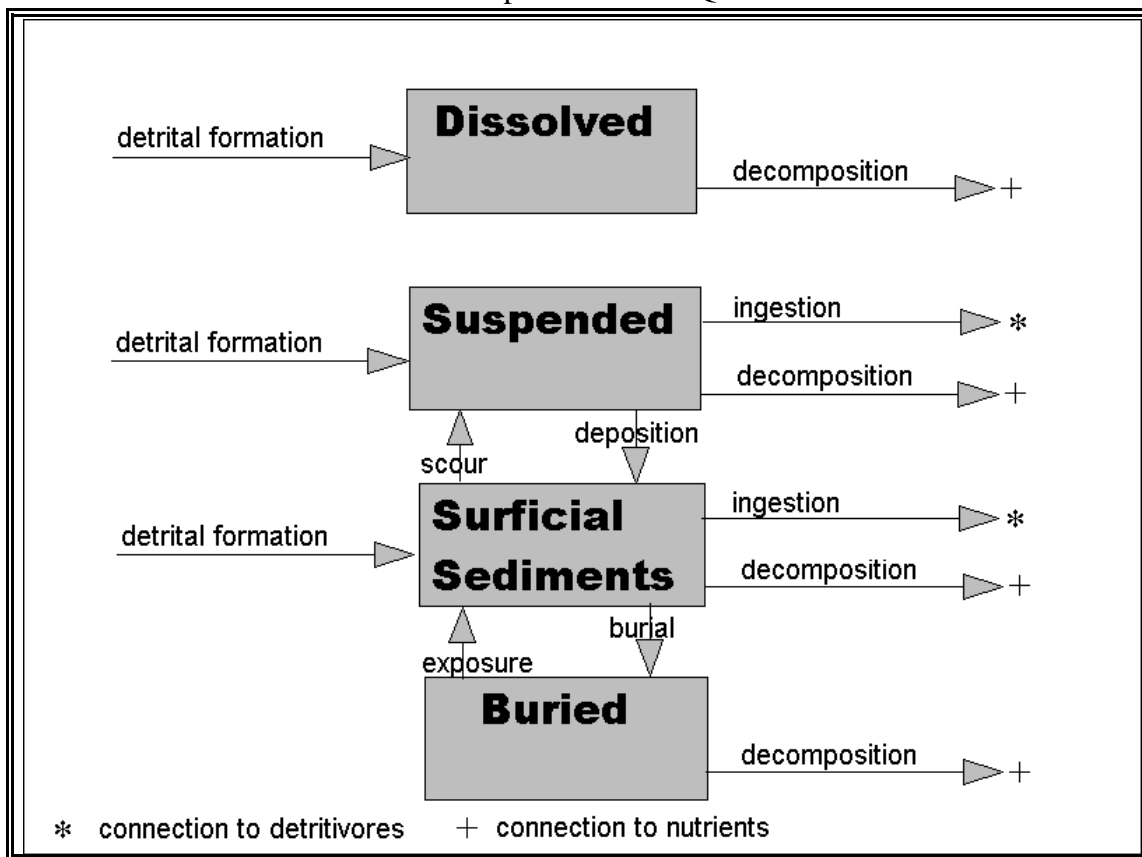 Dissolved
detrital formation
decomposition
+
Suspended
ingestion
*
detrital formation
decomposition
+
deposition
scour
Surficial
Sediments
ingestion
*
detrital formation
decomposition
+
burial
exposure
Buried
decomposition
+
* connection to detritivores + connection to nutrients